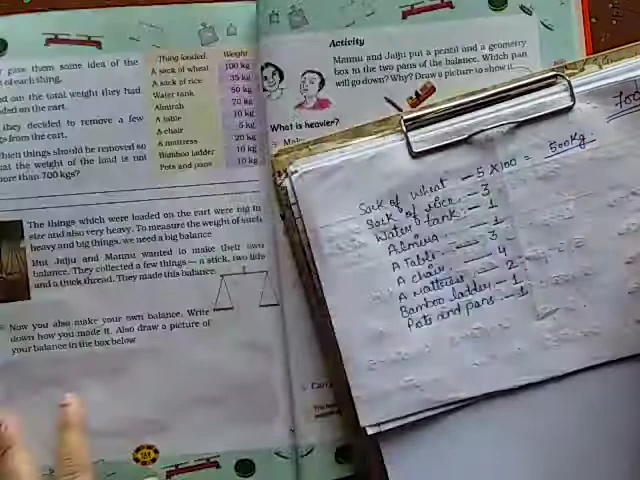 gave them some idea of the
of each thing.
out the total weight they had
ded on the cart.
they decided to remove a few
from the cart.
hich things should be removed so
at the weight of the load is not
ore than 700 kgs?
Thing loaded Weight
A sack of wheat 100 kg
A sack of rice 35 kg
Water tank 50 kg
Almirah 70 kg
A table 10 kg
A chair 5 kg
A mattress 20 kg
Bamboo ladder 10 kg
Pots and pans 10 kg
The things which were loaded on the cart were big in
size and also very heavy. To measure the weight of such
heavy and big things, we need a big balance.
But Jujju and Mannu wanted to make their own
balance. They collected a few things — a stick, two lids
and a thick thread. They made this balance.
Now you also make your own balance. Write
down how you made it. Also draw a picture of
your balance in the box below
Activity
Mannu and Jujju put a pencil and a geometry
box in the two pans of the balance. Which pan
will go down? Why? Draw a picture to show it.
What is heavier?
Sack of wheat — 5 X 100 = 500Kg.
Sack of rice — 3
Water tank — 1
Almira — 1
A Table — 3
A chair — 4
A mattress — 2
Bamboo ladder — 1
Pots and pans — 1